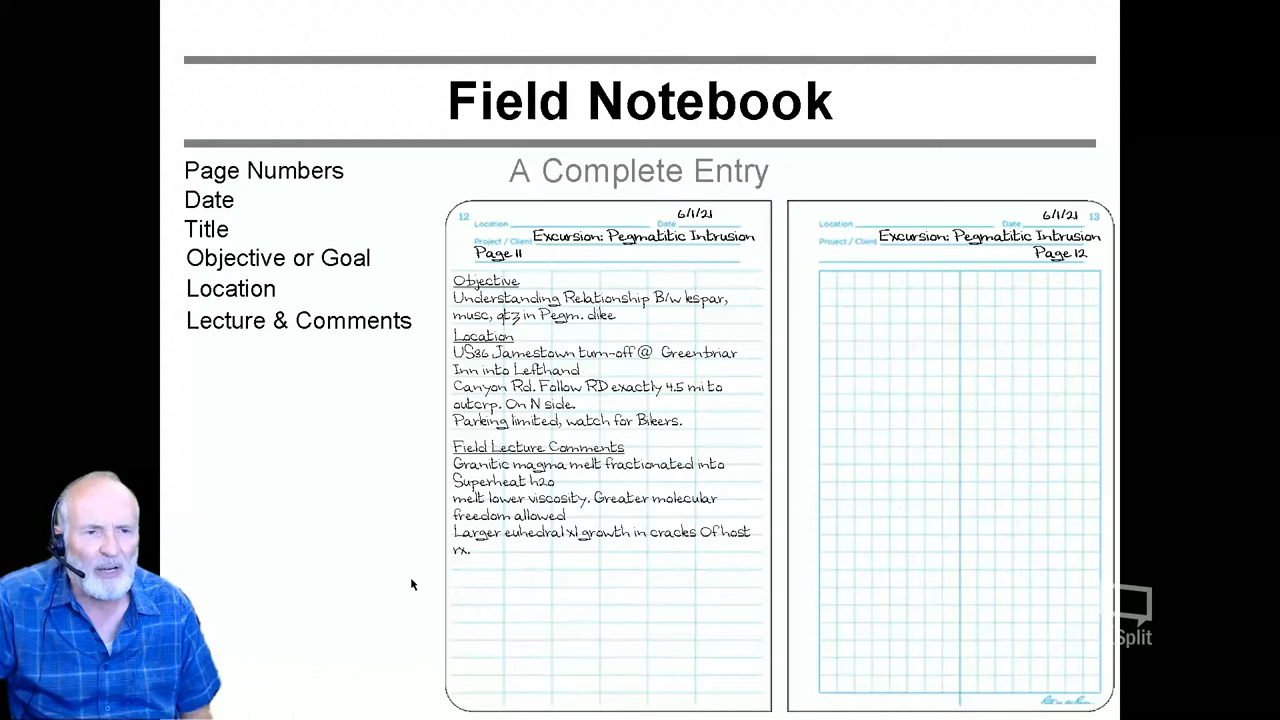 Field Notebook
A Complete Entry
Page Numbers
Date
Title
Objective or Goal
Location
Lecture & Comments
12
Location
Date
6/1/21
Project / Client
Excursion: Pegmatitic Intrusion
Page 11
Objective
Understanding Relationship B/w kspar,
musc, qtz in Pegm. dike
Location
US36 Jamestown turn-off @ Greenbriar
Inn into Lefthand
Canyon Rd. Follow RD exactly 4.5 mi to
outcrp. On N side.
Parking limited, watch for Bikers.
Field Lecture Comments
Granitic magma melt fractionated into
Superheat h2o
melt lower viscosity. Greater molecular
freedom allowed
Larger euhedral xl growth in cracks Of host
rx.
Location
Date
6/1/21
13
Project / Client
Excursion: Pegmatitic Intrusion
Page 12
Split